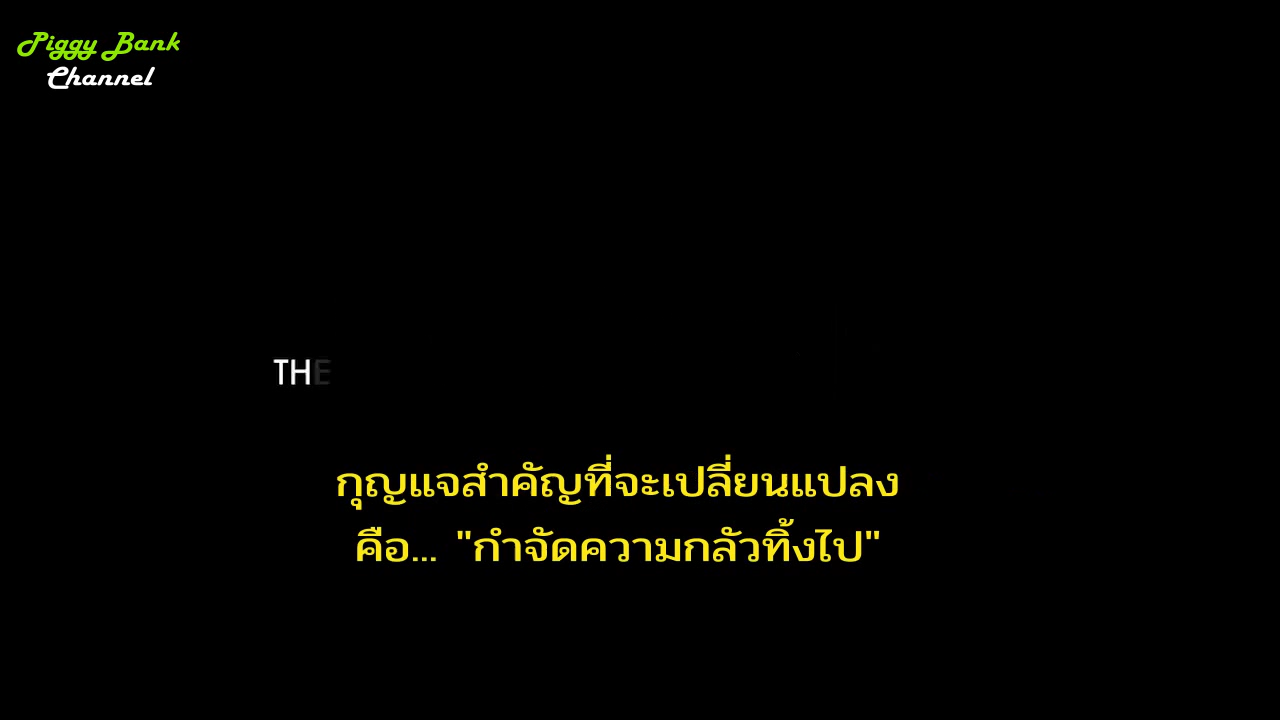 Piggy Bank
Channel
THE
กุญแจสำคัญที่จะเปลี่ยนแปลง
คือ... "กำจัดความกลัวทิ้งไป"